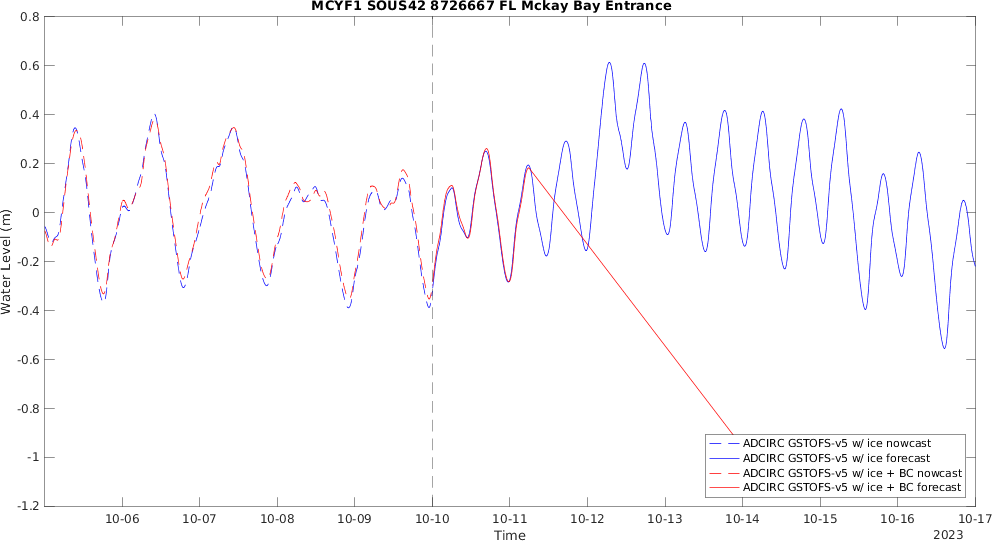 MCYF1 SOUS42 8726667 FL Mckay Bay Entrance
Water Level (m)
0.8
0.6
0.4
0.2
0
-0.2
-0.4
-0.6
-0.8
-1
-1.2
ADCIRC GSTOFS-v5 w/ ice nowcast
ADCIRC GSTOFS-v5 w/ ice forecast
ADCIRC GSTOFS-v5 w/ ice + BC nowcast
ADCIRC GSTOFS-v5 w/ ice + BC forecast
10-06 10-07 10-08 10-09 10-10 10-11 10-12 10-13 10-14 10-15 10-16 10-17
Time
2023